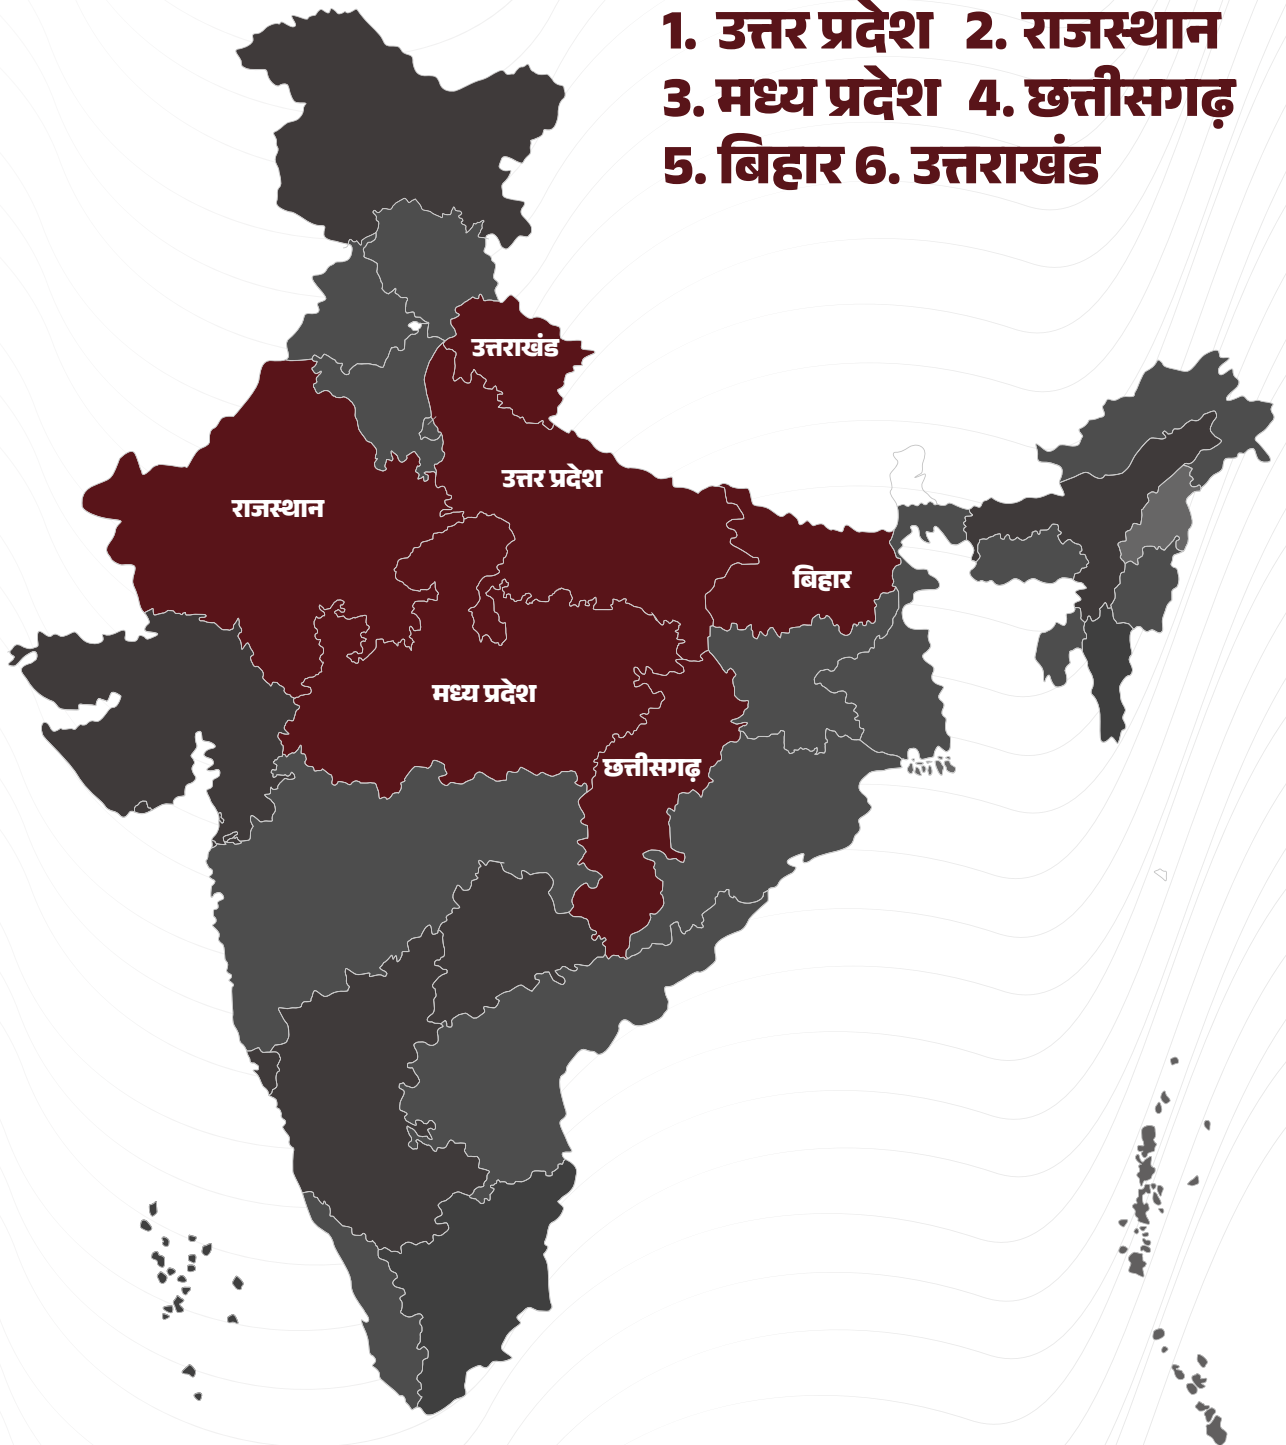 1. उत्तर प्रदेश 2. राजस्थान
3. मध्य प्रदेश 4. छत्तीसगढ़
5. बिहार 6. उत्तराखंड
उत्तराखंड
उत्तर प्रदेश
राजस्थान
बिहार
मध्य प्रदेश
छत्तीसगढ़